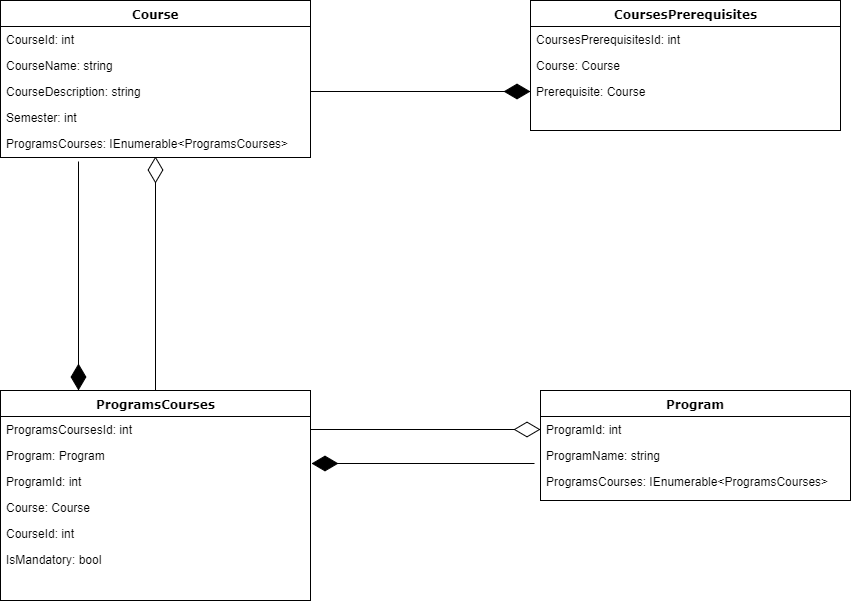 Course
CourseId: int
CourseName: string
CourseDescription: string
Semester: int
ProgramsCourses: IEnumerable<ProgramsCourses>
CoursesPrerequisites
CoursesPrerequisitesId: int
Course: Course
Prerequisite: Course
ProgramsCourses
ProgramsCoursesId: int
Program: Program
ProgramId: int
Course: Course
CourseId: int
IsMandatory: bool
Program
ProgramId: int
ProgramName: string
ProgramsCourses: IEnumerable<ProgramsCourses>